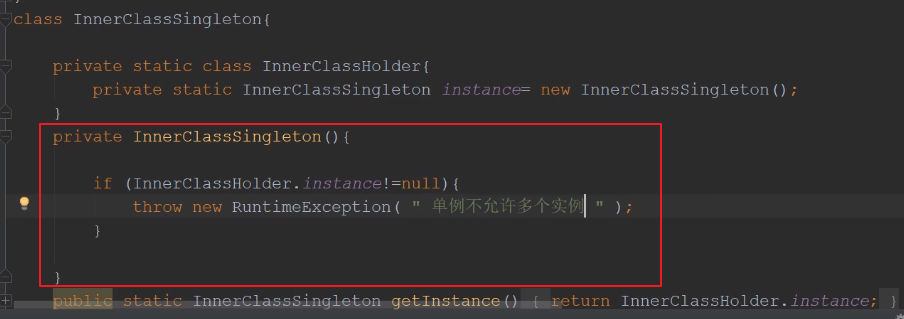 class InnerClassSingleton{
private static class InnerClassHolder{
private static InnerClassSingleton instance= new InnerClassSingleton();
}
private InnerClassSingleton(){
if (InnerClassHolder.instance!=null){
throw new RuntimeException( " 单例不允许多个实例 " );
}
}
public static InnerClassSingleton getInstance() { return InnerClassHolder.instance; }